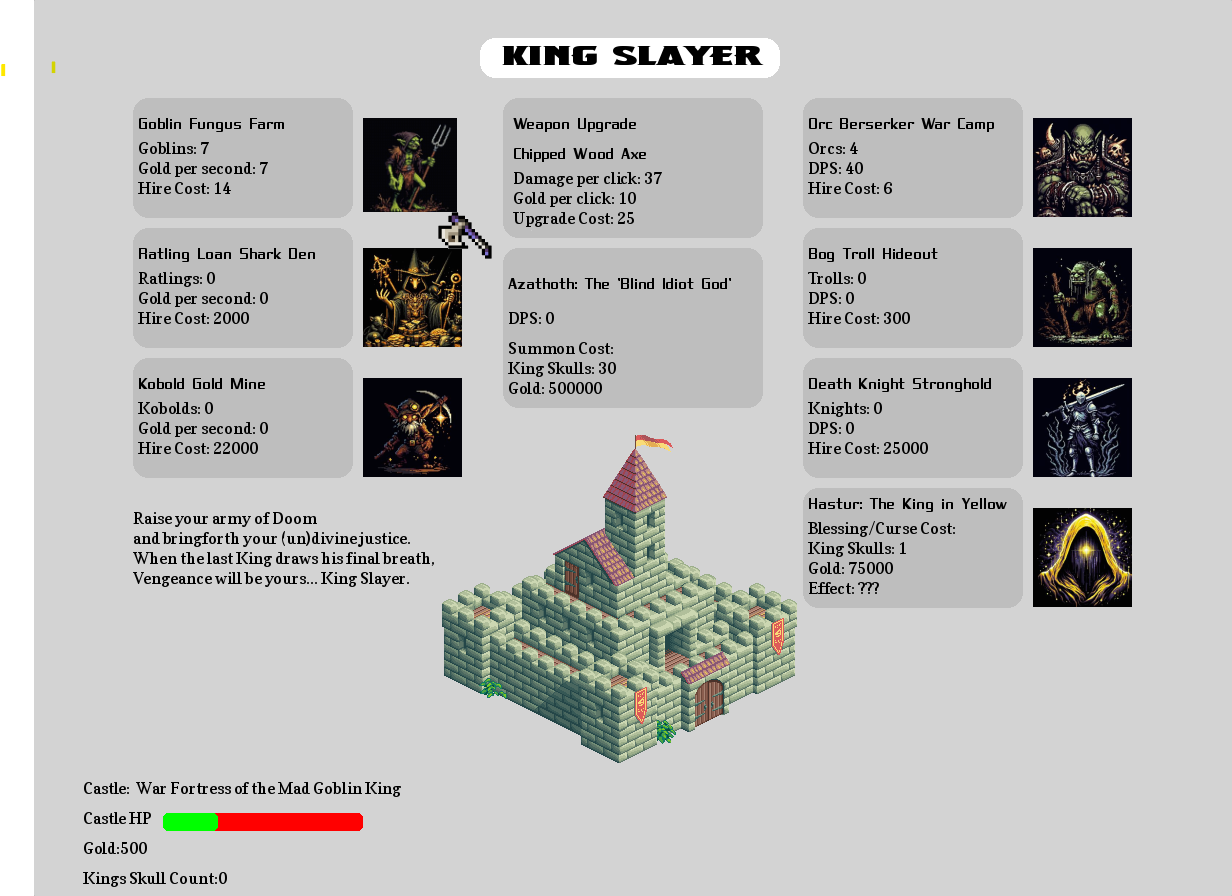 KING SLAYER
Goblin Fungus Farm
Goblins: 7
Gold per second: 7
Hire Cost: 14
Ratling Loan Shark Den
Ratlings: 0
Gold per second: 0
Hire Cost: 2000
Kobold Gold Mine
Kobolds: 0
Gold per second: 0
Hire Cost: 22000
Raise your army of Doom
and bringforth your (un)divine justice.
When the last King draws his final breath,
Vengeance will be yours... King Slayer.
Weapon Upgrade
Chipped Wood Axe
Damage per click: 37
Gold per click: 10
Upgrade Cost: 25
Azathoth: The 'Blind Idiot God'
DPS: 0
Summon Cost:
King Skulls: 30
Gold: 500000
Orc Berserker War Camp
Orcs: 4
DPS: 40
Hire Cost: 6
Bog Troll Hideout
Trolls: 0
DPS: 0
Hire Cost: 300
Death Knight Stronghold
Knights: 0
DPS: 0
Hire Cost: 25000
Hastur: The King in Yellow
Blessing/Curse Cost:
King Skulls: 1
Gold: 75000
Effect: ???
Castle: War Fortress of the Mad Goblin King
Castle HP
Gold:500
Kings Skull Count:0